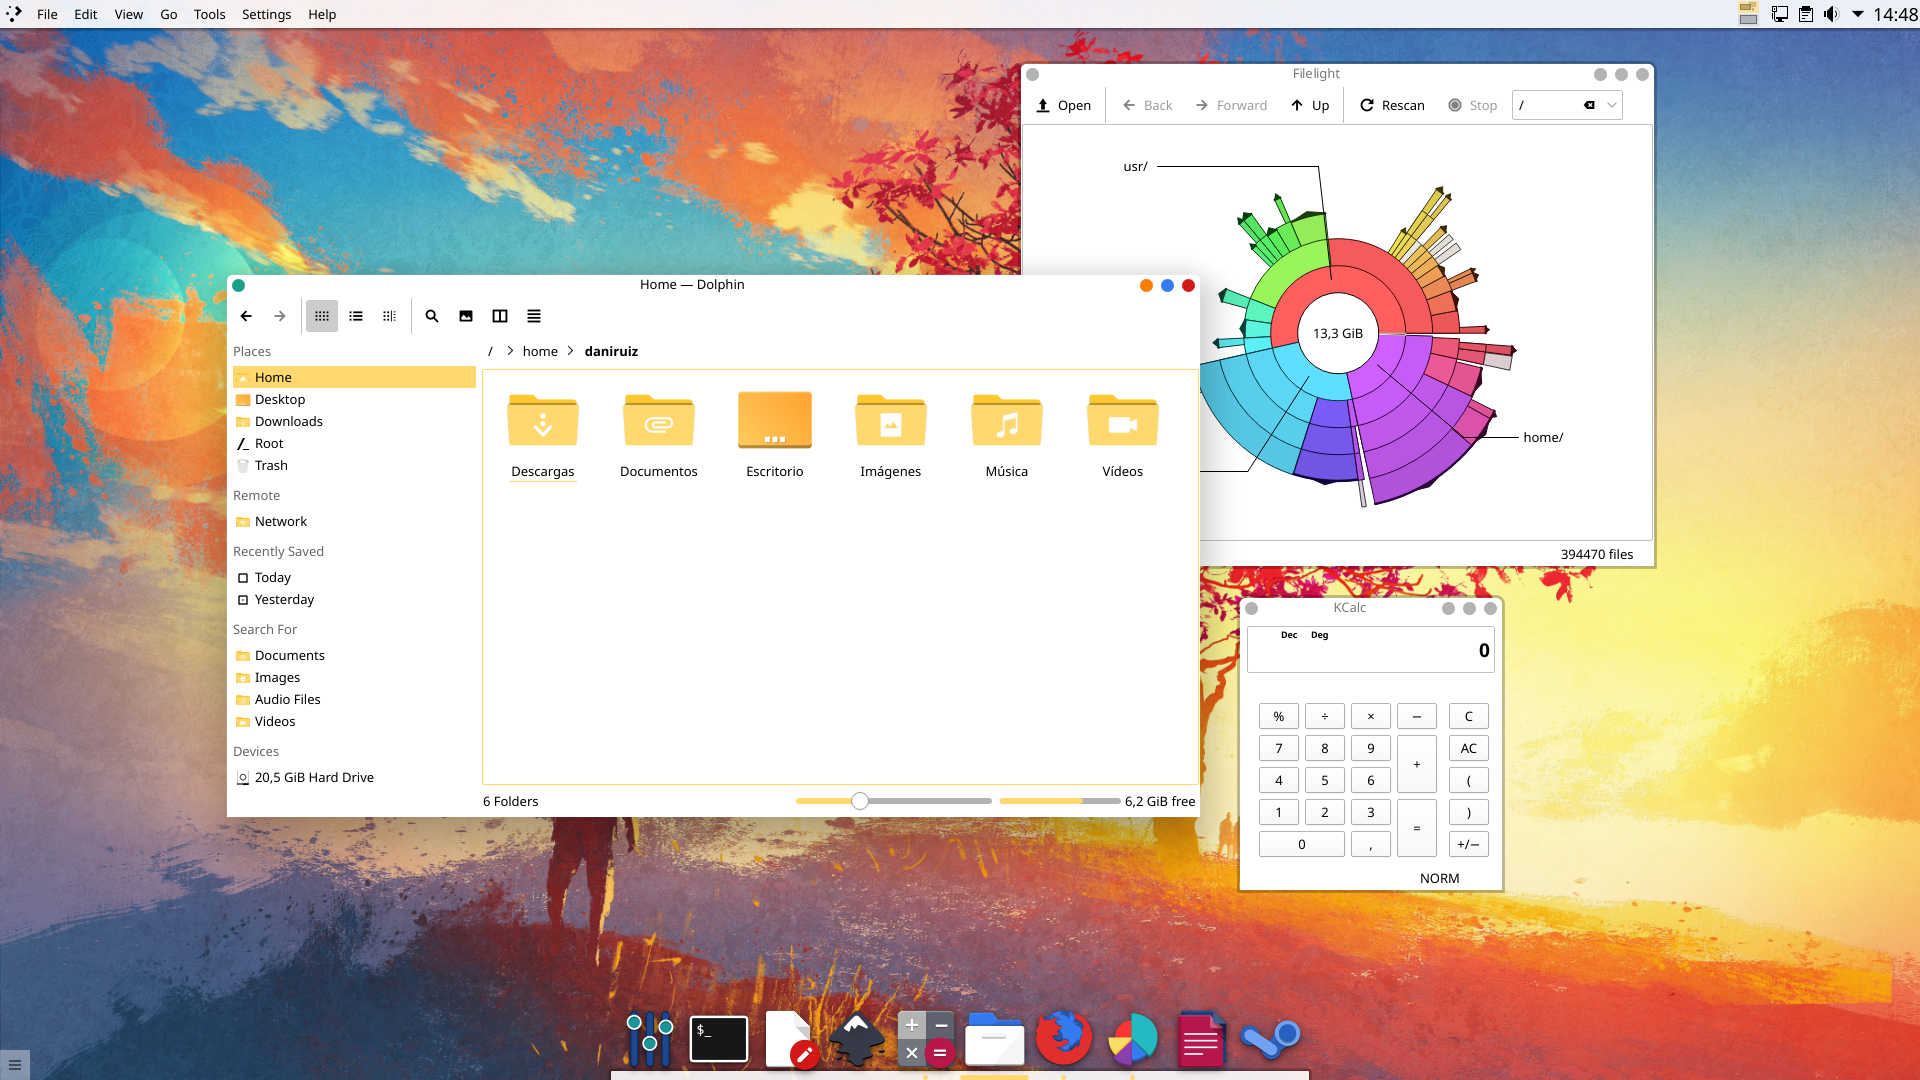 File Edit View Go Tools Settings Help
14:48
Filelight
Open Back Forward Up Rescan Stop /
usr/
13,3 GiB
home/
394470 files
Home — Dolphin
/ > home > daniruiz
Places
Home
Desktop
Downloads
Root
Trash
Remote
Network
Recently Saved
Today
Yesterday
Search For
Documents
Images
Audio Files
Videos
Devices
20,5 GiB Hard Drive
Descargas Documentos Escritorio Imágenes Música Vídeos
6 Folders
6,2 GiB free
KCalc
Dec Deg
0
% ÷ × − C
7 8 9 + AC
4 5 6 (
1 2 3 = )
0 , +/−
NORM
$_
+ −
× =